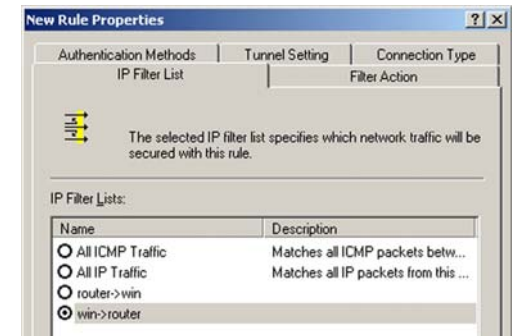 New Rule Properties
Authentication Methods Tunnel Setting Connection Type
IP Filter List Filter Action
The selected IP filter list specifies which network traffic will be
secured with this rule.
IP Filter Lists:
Name Description
All ICMP Traffic Matches all ICMP packets betw...
All IP Traffic Matches all IP packets from this ...
router->win
win->router